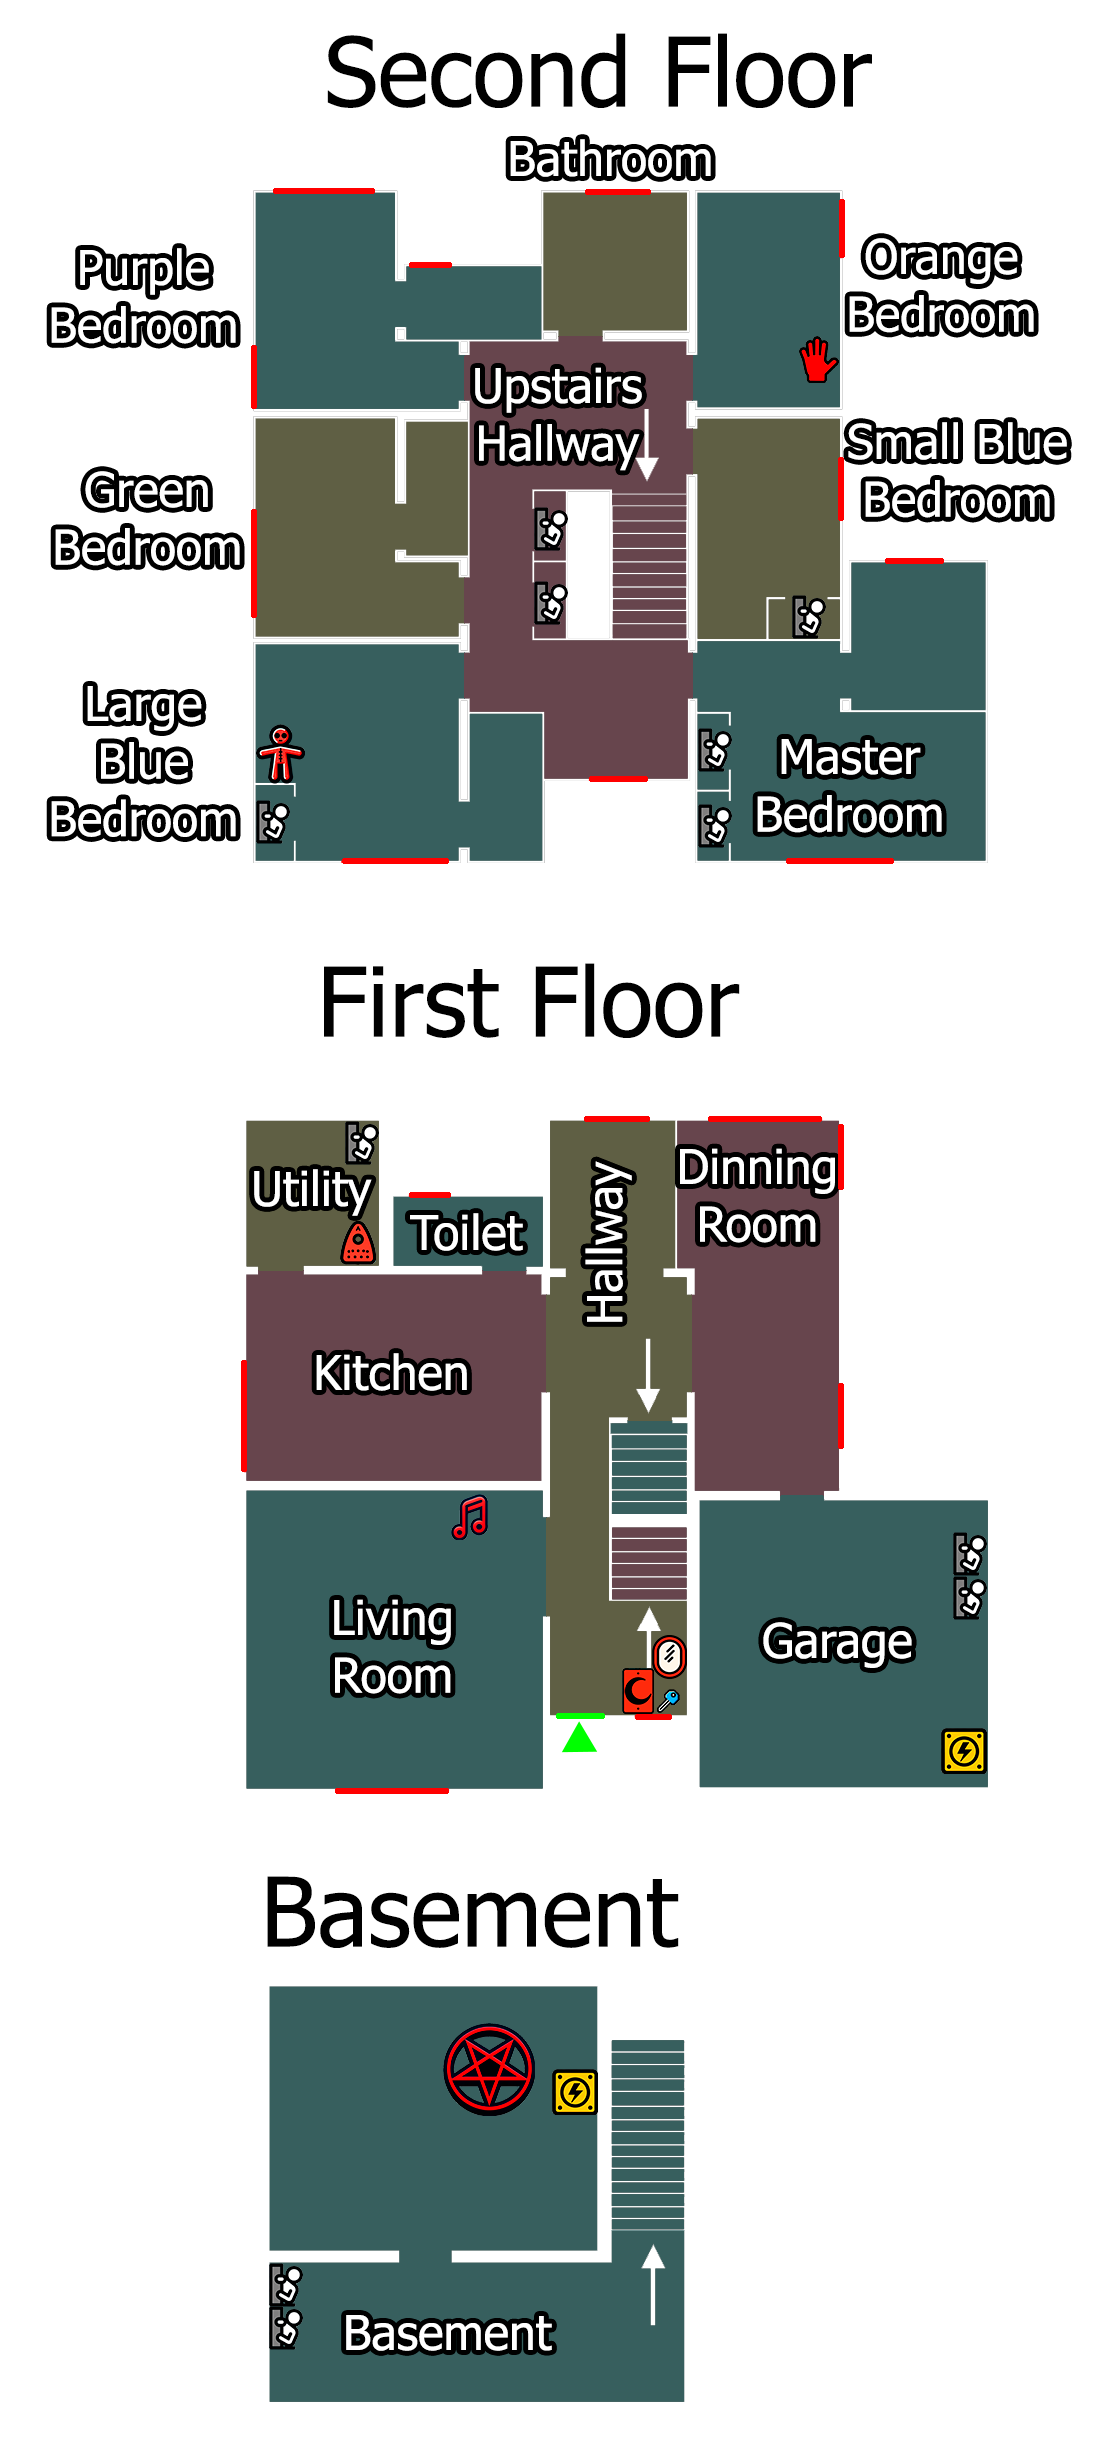 Second Floor
Bathroom
Purple
Bedroom
Orange
Bedroom
Upstairs
Hallway
Small Blue
Bedroom
Green
Bedroom
Large
Blue
Bedroom
Master
Bedroom
First Floor
Utility
Toilet
Hallway
Dinning
Room
Kitchen
Living
Room
Garage
Basement
Basement